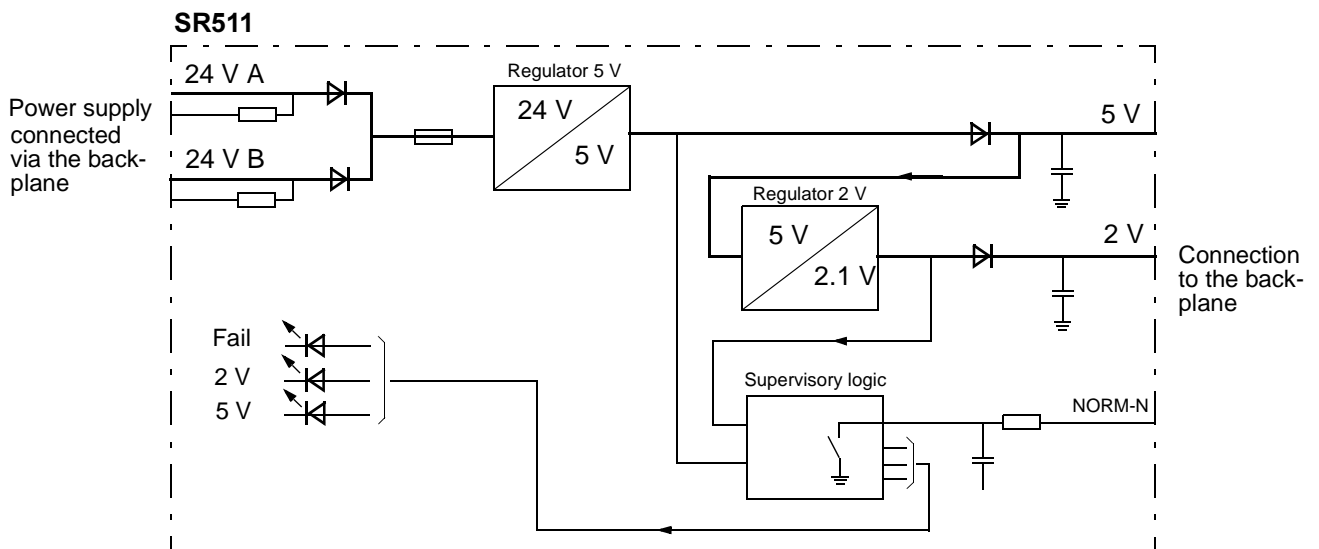 SR511
24 V A
Power supply
connected
via the back-
plane
24 V B
Regulator 5 V
24 V
5 V
5 V
Regulator 2 V
5 V
2.1 V
2 V
Connection
to the back-
plane
Fail
2 V
5 V
Supervisory logic
NORM-N